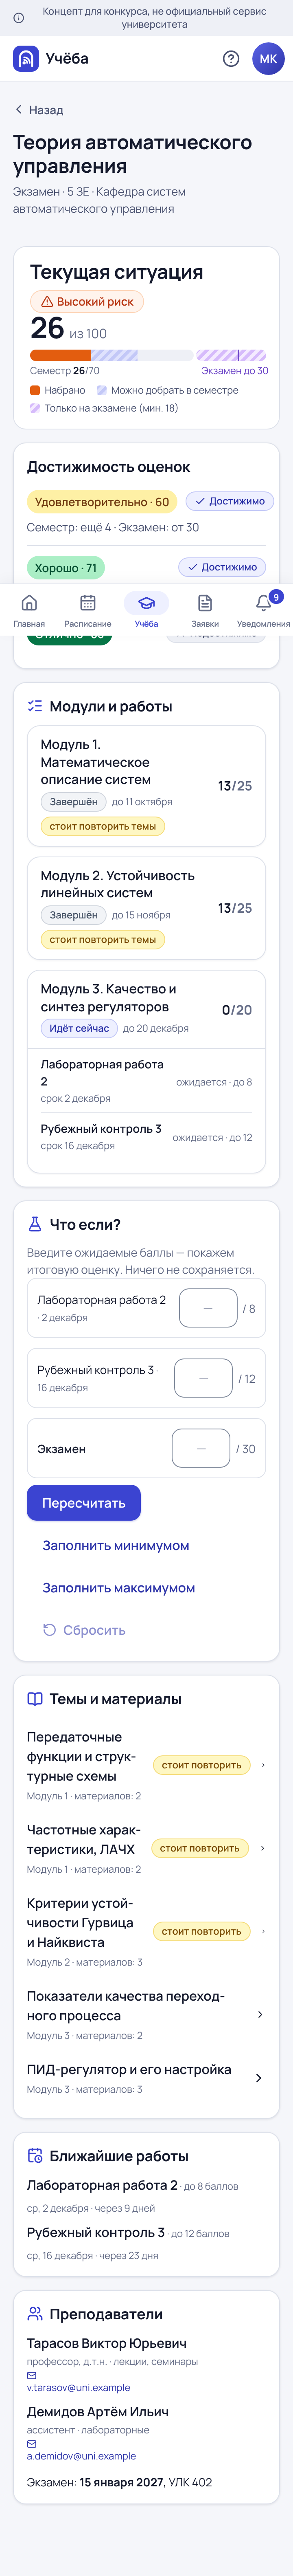 Концепт для конкурса, не официальный сервис
университета
Учёба
МК
Назад
Теория автоматического
управления
Экзамен · 5 ЗЕ · Кафедра систем
автоматического управления
Текущая ситуация
Высокий риск
26 из 100
Семестр 26/70
Экзамен до 30
Набрано
Можно добрать в семестре
Только на экзамене (мин. 18)
Достижимость оценок
Удовлетворительно · 60
Достижимо
Семестр: ещё 4 · Экзамен: от 30
Хорошо · 71
Достижимо
Главная
Расписание
Учёба
Заявки
9
Уведомления
Модули и работы
Модуль 1.
Математическое
описание систем
13/25
Завершён
до 11 октября
стоит повторить темы
Модуль 2. Устойчивость
линейных систем
13/25
Завершён
до 15 ноября
стоит повторить темы
Модуль 3. Качество и
синтез регуляторов
0/20
Идёт сейчас
до 20 декабря
Лабораторная работа
2
срок 2 декабря
ожидается · до 8
Рубежный контроль 3
срок 16 декабря
ожидается · до 12
Что если?
Введите ожидаемые баллы — покажем
итоговую оценку. Ничего не сохраняется.
Лабораторная работа 2
· 2 декабря
—
/ 8
Рубежный контроль 3 ·
16 декабря
—
/ 12
Экзамен
—
/ 30
Пересчитать
Заполнить минимумом
Заполнить максимумом
Сбросить
Темы и материалы
Передаточные
функции и струк-
турные схемы
стоит повторить
Модуль 1 · материалов: 2
Частотные харак-
теристики, ЛАЧХ
стоит повторить
Модуль 1 · материалов: 2
Критерии устой-
чивости Гурвица
и Найквиста
стоит повторить
Модуль 2 · материалов: 3
Показатели качества переход-
ного процесса
Модуль 3 · материалов: 2
ПИД-регулятор и его настройка
Модуль 3 · материалов: 3
Ближайшие работы
Лабораторная работа 2 · до 8 баллов
ср, 2 декабря · через 9 дней
Рубежный контроль 3 · до 12 баллов
ср, 16 декабря · через 23 дня
Преподаватели
Тарасов Виктор Юрьевич
профессор, д.т.н. · лекции, семинары
v.tarasov@uni.example
Демидов Артём Ильич
ассистент · лабораторные
a.demidov@uni.example
Экзамен: 15 января 2027, УЛК 402